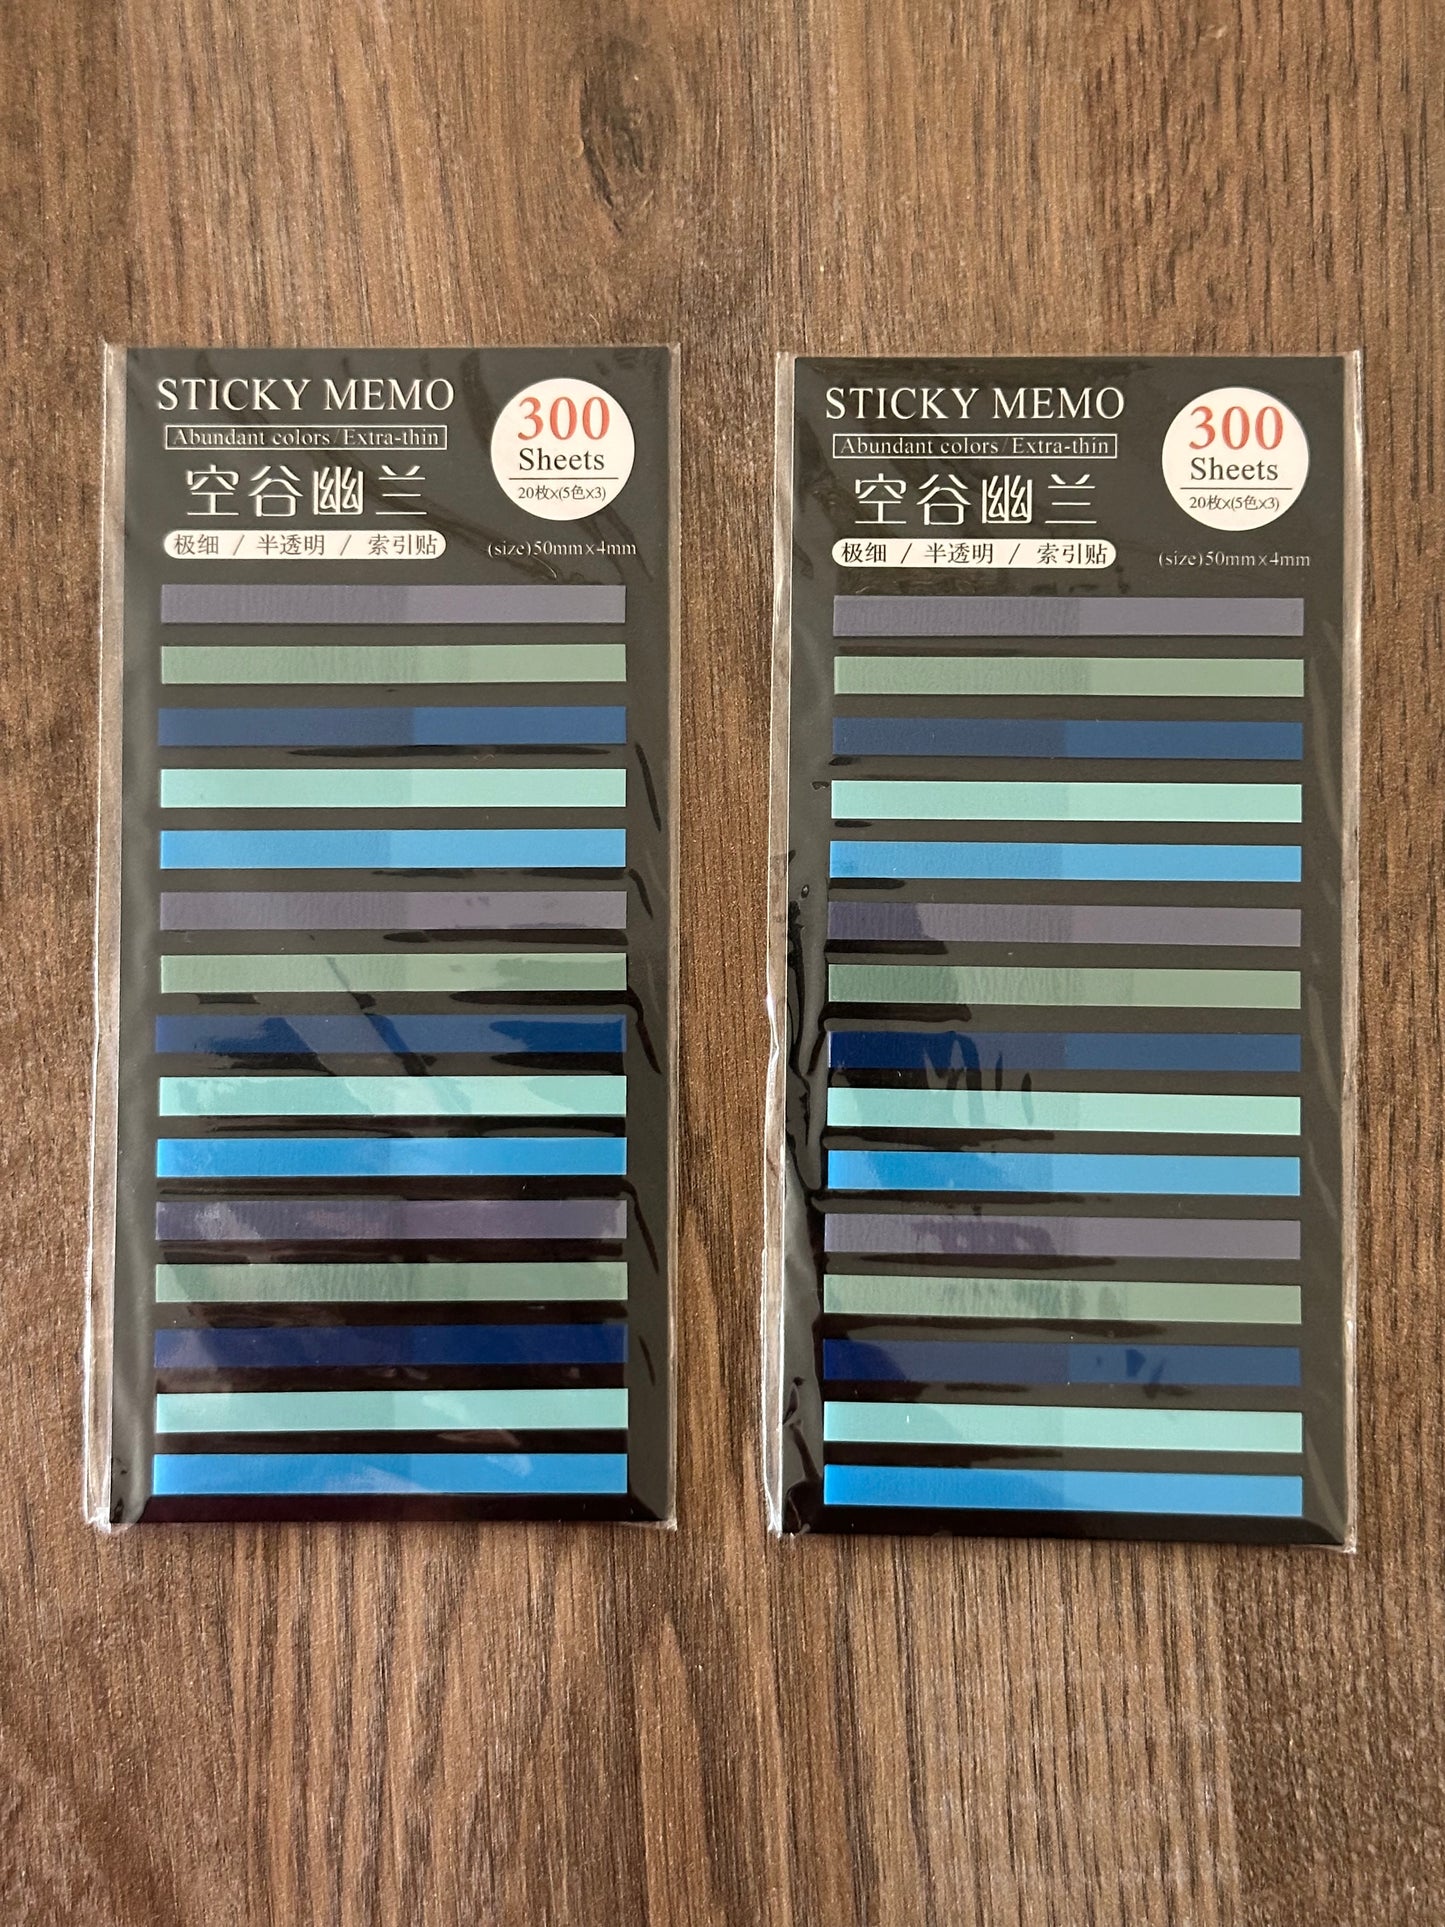 STICKY MEMO
Abundant colors/Extra-thin
空谷幽兰
极细 / 半透明 / 索引贴
300
Sheets
20枚x(5色x3)
(size)50mm×4mm
STICKY MEMO
Abundant colors/Extra-thin
空谷幽兰
极细 / 半透明 / 索引贴
300
Sheets
20枚x(5色x3)
(size)50mm×4mm